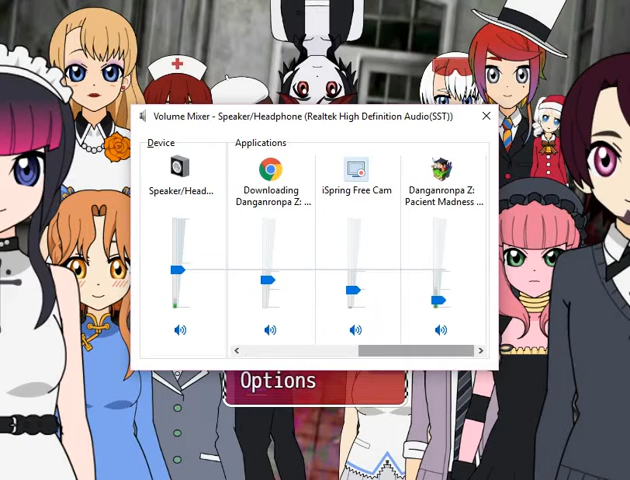 Volume Mixer - Speaker/Headphone (Realtek High Definition Audio(SST))
Device
Applications
Speaker/Head...
Downloading
Danganronpa Z: ...
iSpring Free Cam
Danganronpa Z:
Pacient Madness ...
Options